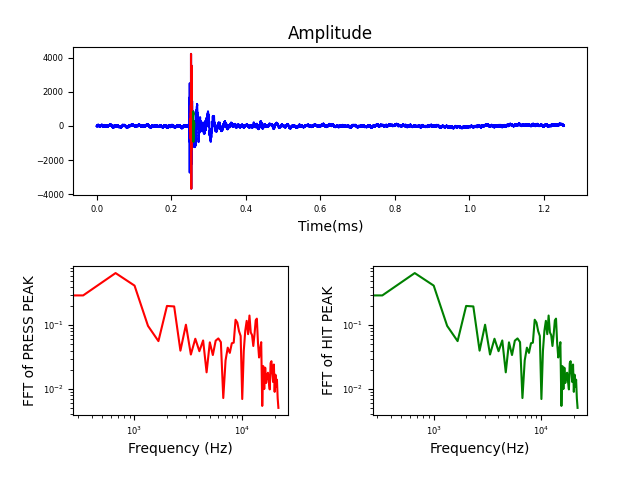 Amplitude
4000
2000
0
−2000
−4000
0.0 0.2 0.4 0.6 0.8 1.0 1.2
Time(ms)
FFT of PRESS PEAK
10⁻¹
10⁻²
10³ 10⁴
Frequency (Hz)
FFT of HIT PEAK
10⁻¹
10⁻²
10³ 10⁴
Frequency(Hz)